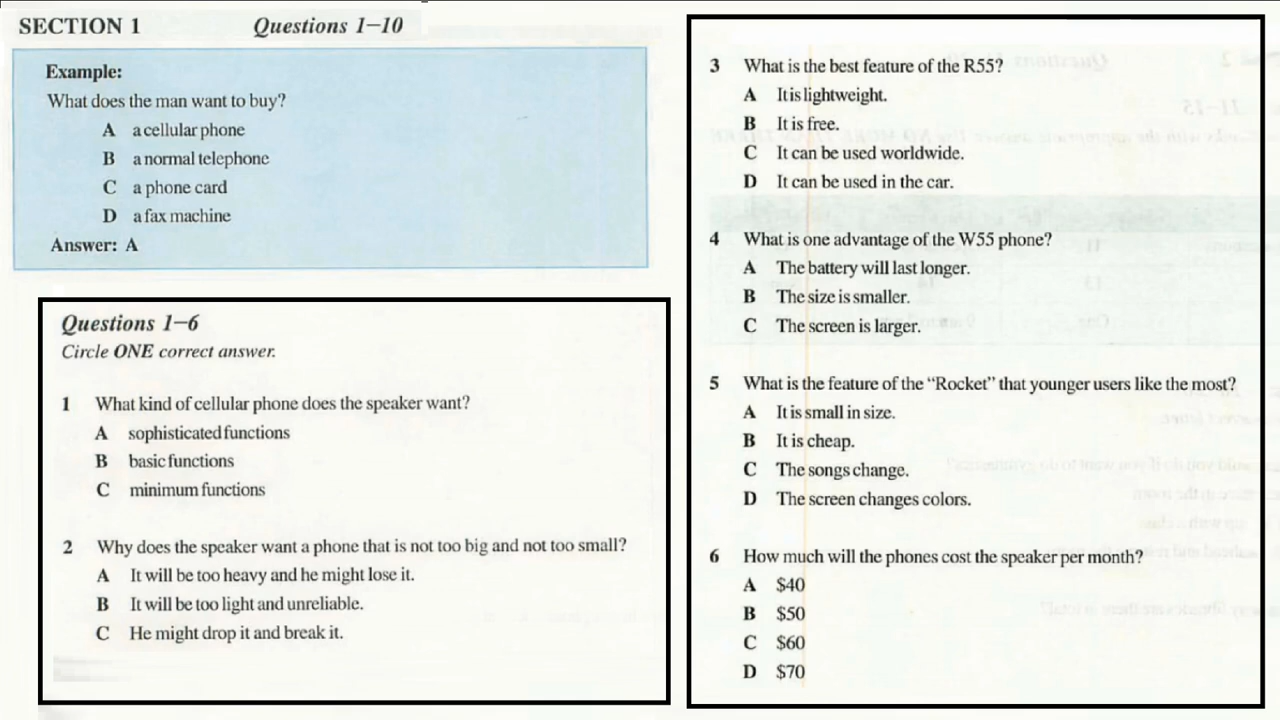 SECTION 1 Questions 1–10
Example:
What does the man want to buy?
A a cellular phone
B a normal telephone
C a phone card
D a fax machine
Answer: A
Questions 1–6
Circle ONE correct answer.
1 What kind of cellular phone does the speaker want?
A sophisticated functions
B basic functions
C minimum functions
2 Why does the speaker want a phone that is not too big and not too small?
A It will be too heavy and he might lose it.
B It will be too light and unreliable.
C He might drop it and break it.
3 What is the best feature of the R55?
A It is lightweight.
B It is free.
C It can be used worldwide.
D It can be used in the car.
4 What is one advantage of the W55 phone?
A The battery will last longer.
B The size is smaller.
C The screen is larger.
5 What is the feature of the “Rocket” that younger users like the most?
A It is small in size.
B It is cheap.
C The songs change.
D The screen changes colors.
6 How much will the phones cost the speaker per month?
A $40
B $50
C $60
D $70